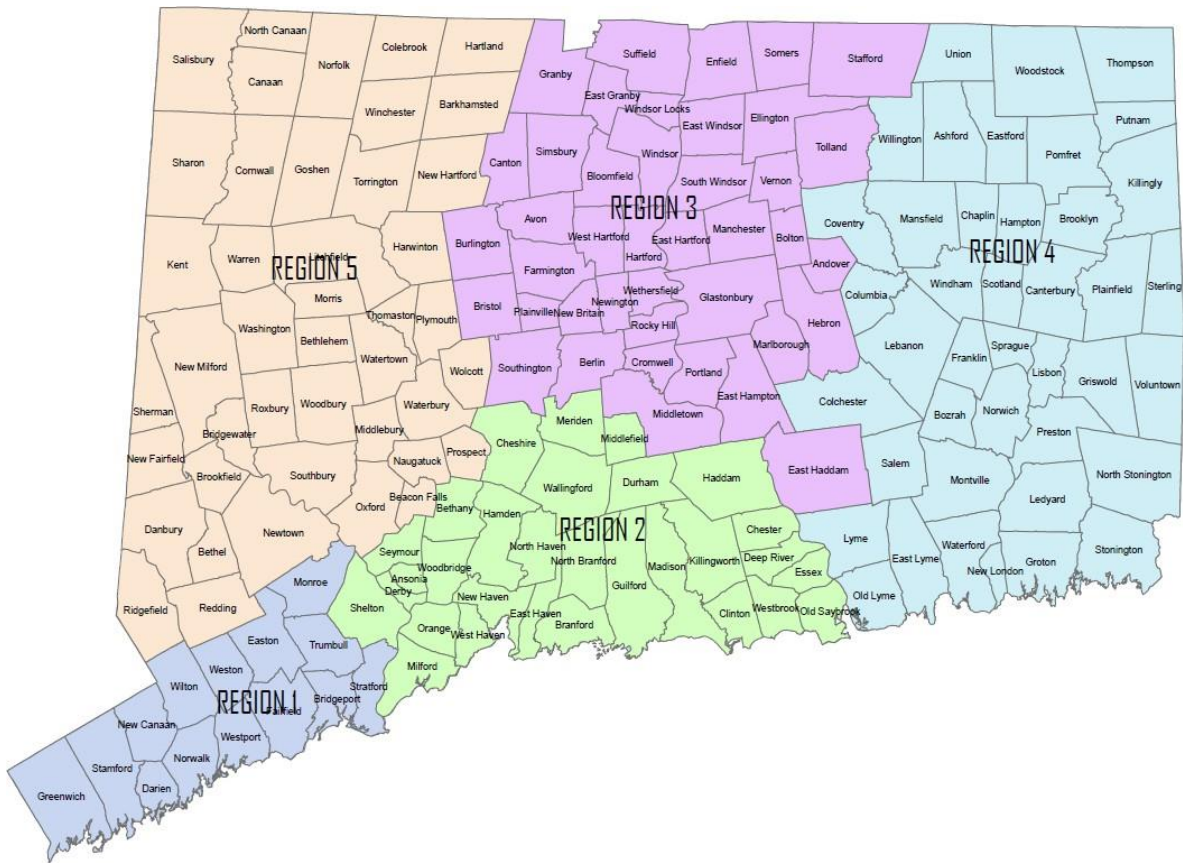 North Canaan
Colebrook
Hartland
Salisbury
Norfolk
Canaan
Winchester
Barkhamsted
Sharon
Cornwall
Goshen
Torrington
New Hartford
Kent
Warren
Litchfield
Harwinton
REGION 5
Morris
Thomaston
Plymouth
Washington
Bethlehem
New Milford
Watertown
Wolcott
Sherman
Roxbury
Woodbury
Waterbury
Bridgewater
Middlebury
New Fairfield
Naugatuck
Prospect
Brookfield
Southbury
Beacon Falls
Oxford
Danbury
Newtown
Bethel
Ridgefield
Redding
Suffield
Enfield
Somers
Stafford
Granby
East Granby
Windsor Locks
East Windsor
Ellington
Canton
Simsbury
Windsor
Tolland
Bloomfield
South Windsor
Vernon
REGION 3
Avon
Burlington
West Hartford
East Hartford
Manchester
Bolton
Farmington
Hartford
Andover
Bristol
Plainville
New Britain
Newington
Wethersfield
Glastonbury
Rocky Hill
Hebron
Marlborough
Southington
Berlin
Cromwell
Portland
East Hampton
Middletown
East Haddam
Union
Woodstock
Thompson
Putnam
Willington
Ashford
Eastford
Pomfret
Killingly
Coventry
Mansfield
Chaplin
Hampton
Brooklyn
REGION 4
Columbia
Windham
Scotland
Canterbury
Plainfield
Sterling
Lebanon
Franklin
Sprague
Lisbon
Griswold
Voluntown
Colchester
Bozrah
Norwich
Preston
Salem
Montville
North Stonington
Ledyard
Lyme
East Lyme
Waterford
New London
Groton
Stonington
Old Lyme
Meriden
Cheshire
Middlefield
Wallingford
Durham
Haddam
Bethany
Hamden
REGION 2
Chester
Seymour
Woodbridge
North Haven
North Branford
Madison
Killingworth
Deep River
Essex
Ansonia
Derby
Guilford
Shelton
New Haven
East Haven
Branford
Clinton
Westbrook
Old Saybrook
Orange
West Haven
Milford
Monroe
Easton
Trumbull
Weston
Wilton
Stratford
REGION 1
Bridgeport
Fairfield
New Canaan
Westport
Norwalk
Stamford
Darien
Greenwich